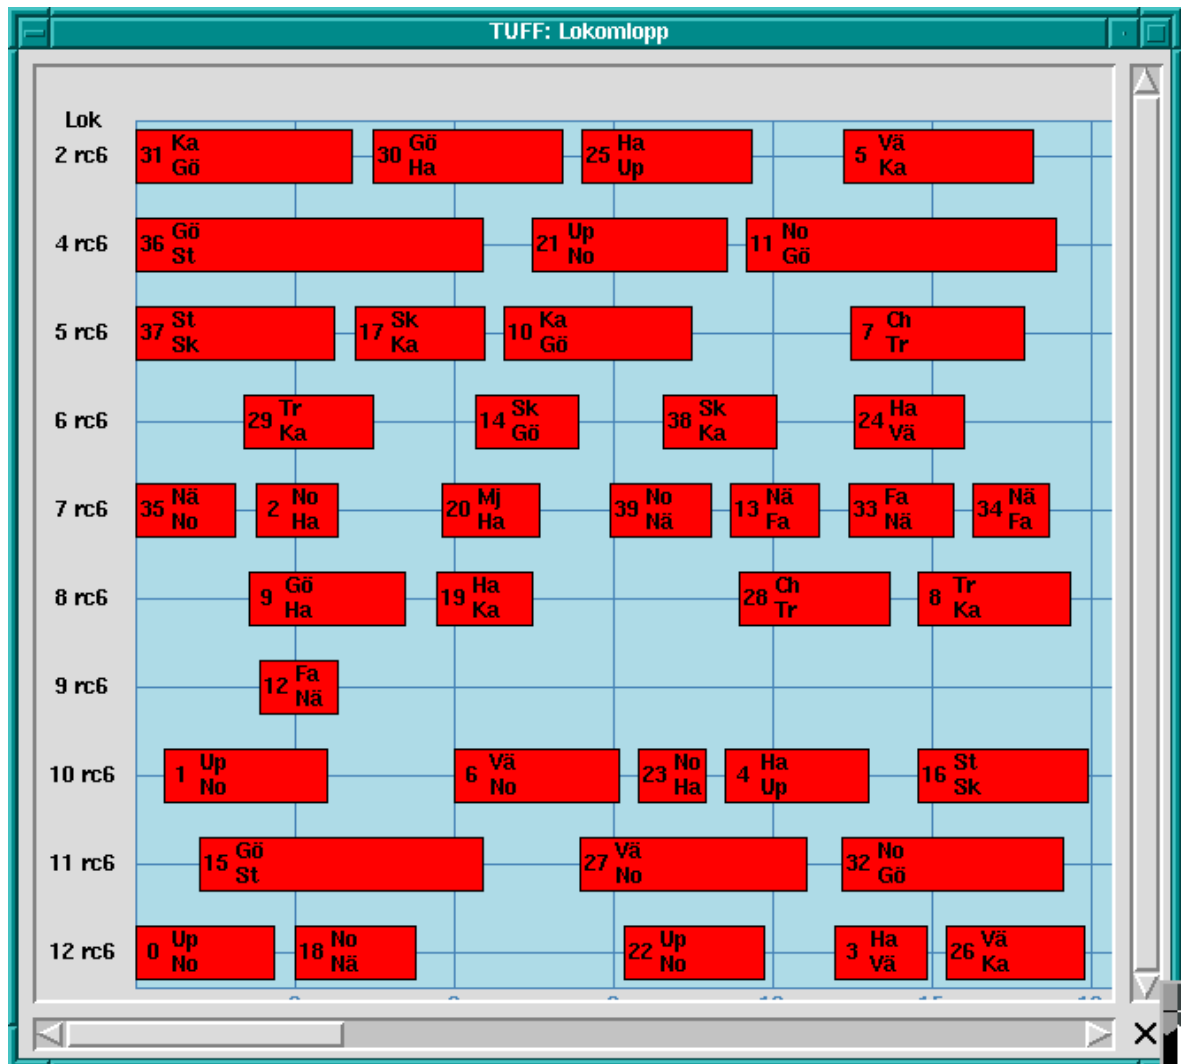 TUFF: Lokomlopp
Lok
2 rc6 31 Ka Gö 30 Gö Ha 25 Ha Up 5 Vä Ka
4 rc6 36 Gö St 21 Up No 11 No Gö
5 rc6 37 St Sk 17 Sk Ka 10 Ka Gö 7 Ch Tr
6 rc6 29 Tr Ka 14 Sk Gö 38 Sk Ka 24 Ha Vä
7 rc6 35 Nä No 2 No Ha 20 Mj Ha 39 No Nä 13 Nä Fa 33 Fa Nä 34 Nä Fa
8 rc6 9 Gö Ha 19 Ha Ka 28 Ch Tr 8 Tr Ka
9 rc6 12 Fa Nä
10 rc6 1 Up No 6 Vä No 23 No Ha 4 Ha Up 16 St Sk
11 rc6 15 Gö St 27 Vä No 32 No Gö
12 rc6 0 Up No 18 No Nä 22 Up No 3 Ha Vä 26 Vä Ka